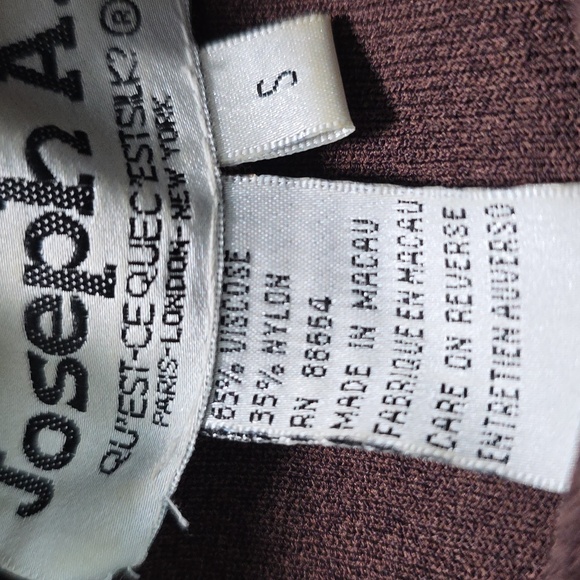 Joseph A.
QU'EST-CE QUE C'EST SILK? ®
PARIS-LONDON-NEW YORK
S
65% VISCOSE
35% NYLON
RN 86664
MADE IN MACAU
FABRIQUE EN MACAU
CARE ON REVERSE
ENTRETIEN AU VERSO